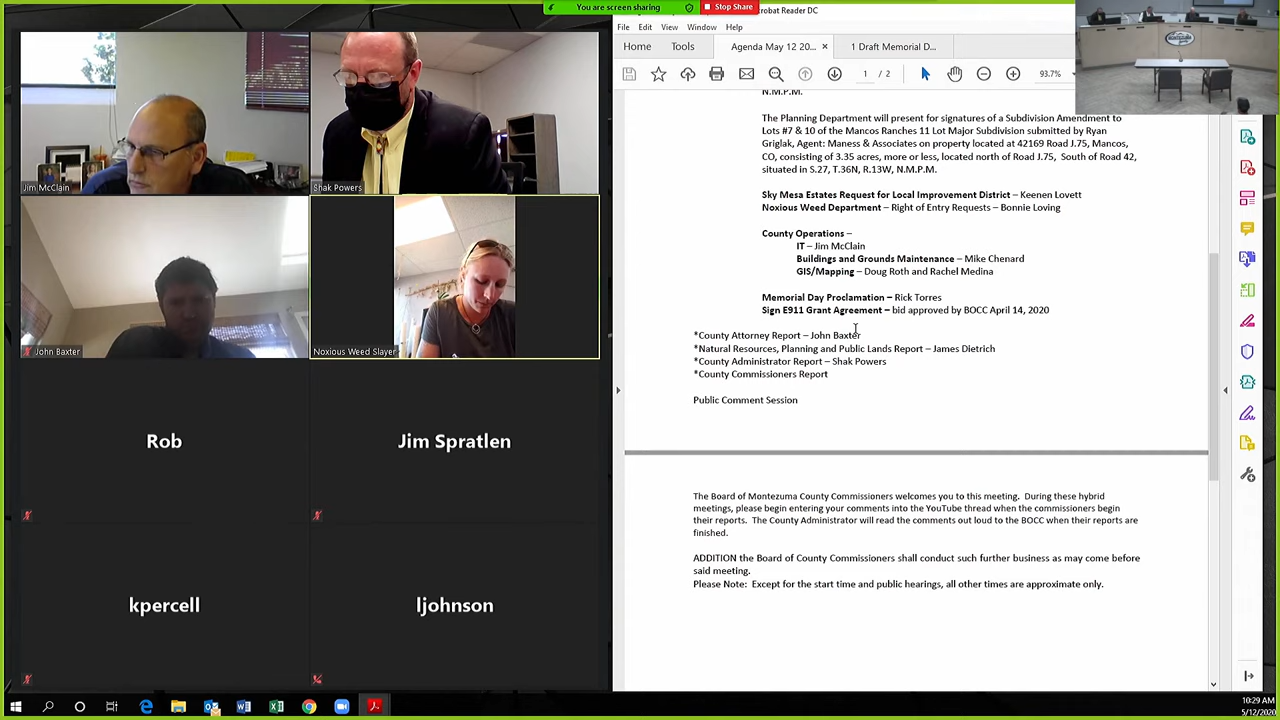 You are screen sharing
Stop Share
crobat Reader DC
File Edit View Window Help
Home Tools Agenda May 12 20... × 1 Draft Memorial D...
1 / 2
93.7%
N.M.P.M.
The Planning Department will present for signatures of a Subdivision Amendment to
Lots #7 & 10 of the Mancos Ranches 11 Lot Major Subdivision submitted by Ryan
Griglak, Agent: Maness & Associates on property located at 42169 Road J.75, Mancos,
CO, consisting of 3.35 acres, more or less, located north of Road J.75, South of Road 42,
situated in S.27, T.36N, R.13W, N.M.P.M.
Sky Mesa Estates Request for Local Improvement District – Keenen Lovett
Noxious Weed Department – Right of Entry Requests – Bonnie Loving
County Operations –
IT – Jim McClain
Buildings and Grounds Maintenance – Mike Chenard
GIS/Mapping – Doug Roth and Rachel Medina
Memorial Day Proclamation – Rick Torres
Sign E911 Grant Agreement – bid approved by BOCC April 14, 2020
*County Attorney Report – John Baxter
*Natural Resources, Planning and Public Lands Report – James Dietrich
*County Administrator Report – Shak Powers
*County Commissioners Report
Public Comment Session
The Board of Montezuma County Commissioners welcomes you to this meeting. During these hybrid
meetings, please begin entering your comments into the YouTube thread when the commissioners begin
their reports. The County Administrator will read the comments out loud to the BOCC when their reports are
finished.
ADDITION the Board of County Commissioners shall conduct such further business as may come before
said meeting.
Please Note: Except for the start time and public hearings, all other times are approximate only.
Jim McClain
Shak Powers
John Baxter
Noxious Weed Slayer
Rob
Jim Spratlen
kpercell
ljohnson
MONTEZUMA
10:29 AM
5/12/2020